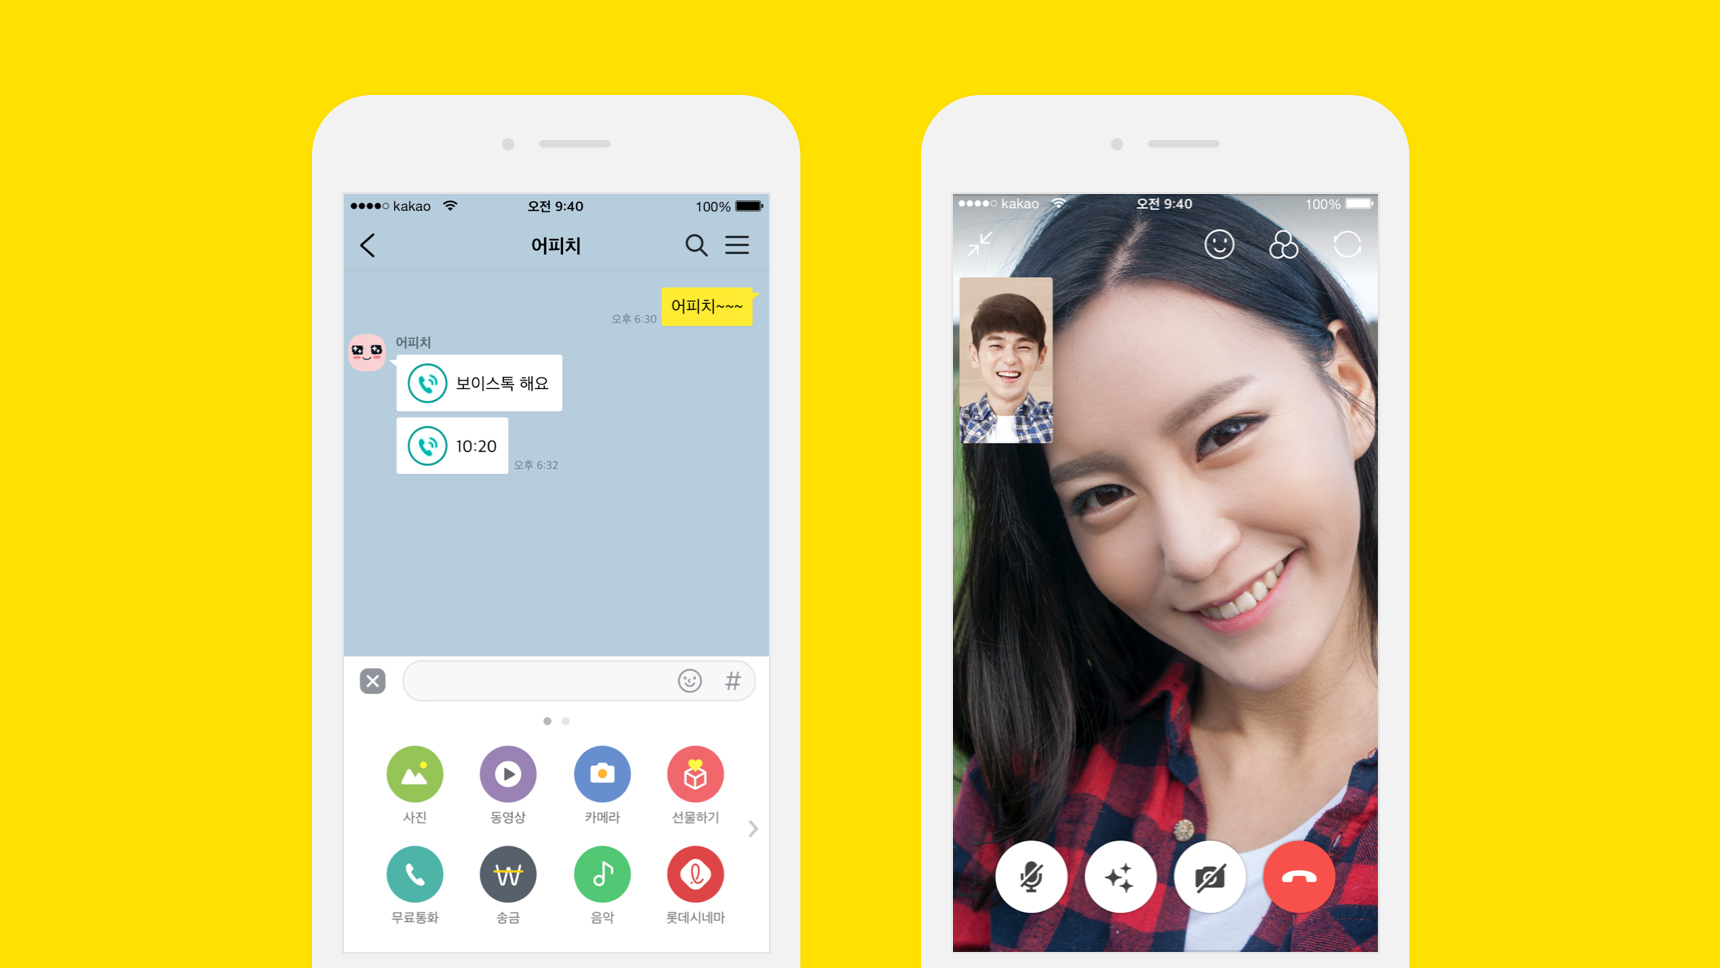 kakao 오전 9:40 100%
어피치
어피치~~~
오후 6:30
어피치
보이스톡 해요
10:20
오후 6:32
#
사진 동영상 카메라 선물하기
무료통화 송금 음악 롯데시네마
kakao 오전 9:40 100%